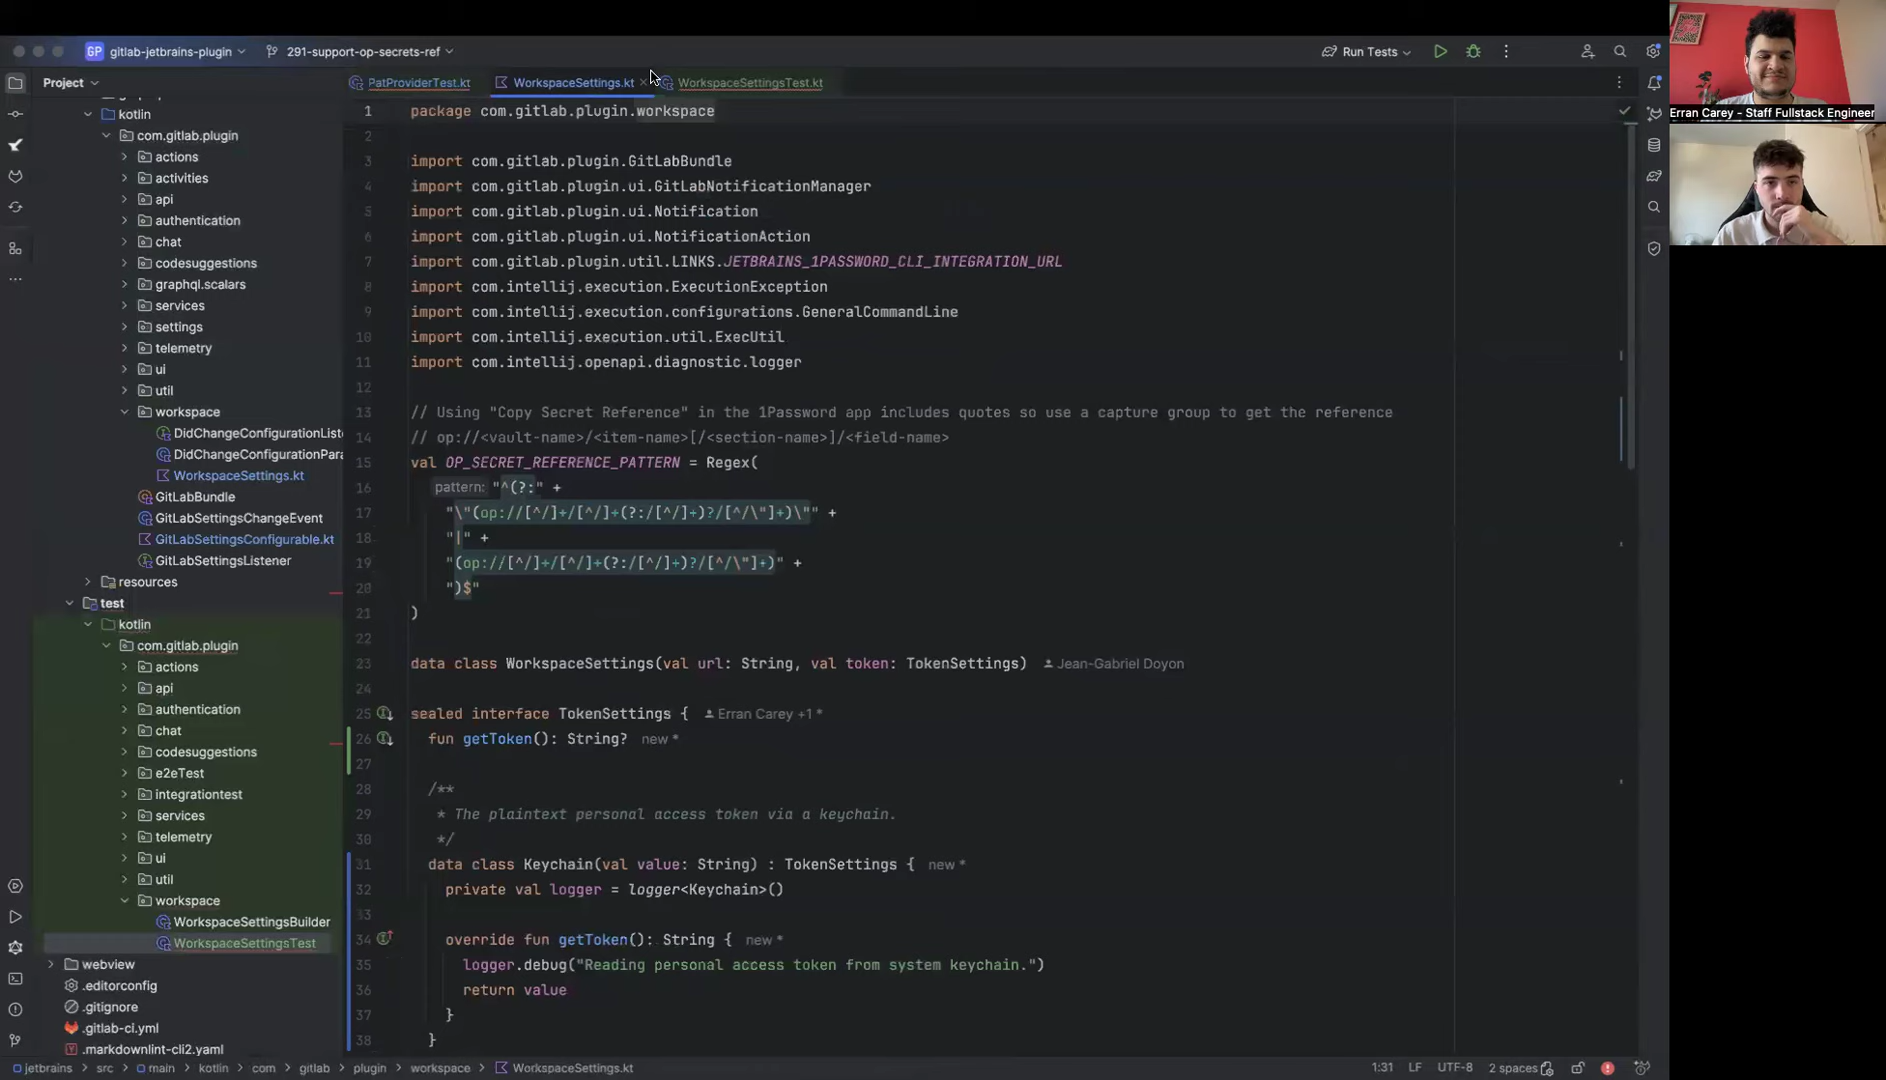 GP gitlab-jetbrains-plugin
291-support-op-secrets-ref
Run Tests
Project
PatProviderTest.kt
WorkspaceSettings.kt
WorkspaceSettingsTest.kt
kotlin
com.gitlab.plugin
actions
activities
api
authentication
chat
codesuggestions
graphql.scalars
services
settings
telemetry
ui
util
workspace
DidChangeConfigurationListe
DidChangeConfigurationPara
WorkspaceSettings.kt
GitLabBundle
GitLabSettingsChangeEvent
GitLabSettingsConfigurable.kt
GitLabSettingsListener
resources
test
kotlin
com.gitlab.plugin
actions
api
authentication
chat
codesuggestions
e2eTest
integrationtest
services
telemetry
ui
util
workspace
WorkspaceSettingsBuilder
WorkspaceSettingsTest
webview
.editorconfig
.gitignore
.gitlab-ci.yml
.markdownlint-cli2.yaml
1 package com.gitlab.plugin.workspace
2
3 import com.gitlab.plugin.GitLabBundle
4 import com.gitlab.plugin.ui.GitLabNotificationManager
5 import com.gitlab.plugin.ui.Notification
6 import com.gitlab.plugin.ui.NotificationAction
7 import com.gitlab.plugin.util.LINKS.JETBRAINS_1PASSWORD_CLI_INTEGRATION_URL
8 import com.intellij.execution.ExecutionException
9 import com.intellij.execution.configurations.GeneralCommandLine
10 import com.intellij.execution.util.ExecUtil
11 import com.intellij.openapi.diagnostic.logger
12
13 // Using "Copy Secret Reference" in the 1Password app includes quotes so use a capture group to get the reference
14 // op://<vault-name>/<item-name>[/<section-name>]/<field-name>
15 val OP_SECRET_REFERENCE_PATTERN = Regex(
16 pattern: "^(?:" +
17 "\"(op://[^/]+/[^/]+(?:/[^/]+)?/[^/\"]+)\"" +
18 "|" +
19 "(op://[^/]+/[^/]+(?:/[^/]+)?/[^/\"]+)" +
20 ")$"
21 )
22
23 data class WorkspaceSettings(val url: String, val token: TokenSettings) Jean-Gabriel Doyon
24
25 sealed interface TokenSettings { Erran Carey +1 *
26 fun getToken(): String? new *
27
28 /**
29 * The plaintext personal access token via a keychain.
30 */
31 data class Keychain(val value: String) : TokenSettings { new *
32 private val logger = logger<Keychain>()
33
34 override fun getToken(): String { new *
35 logger.debug("Reading personal access token from system keychain.")
36 return value
37 }
38 }
jetbrains > src > main > kotlin > com > gitlab > plugin > workspace > WorkspaceSettings.kt
1:31 LF UTF-8 2 spaces
Erran Carey - Staff Fullstack Engineer